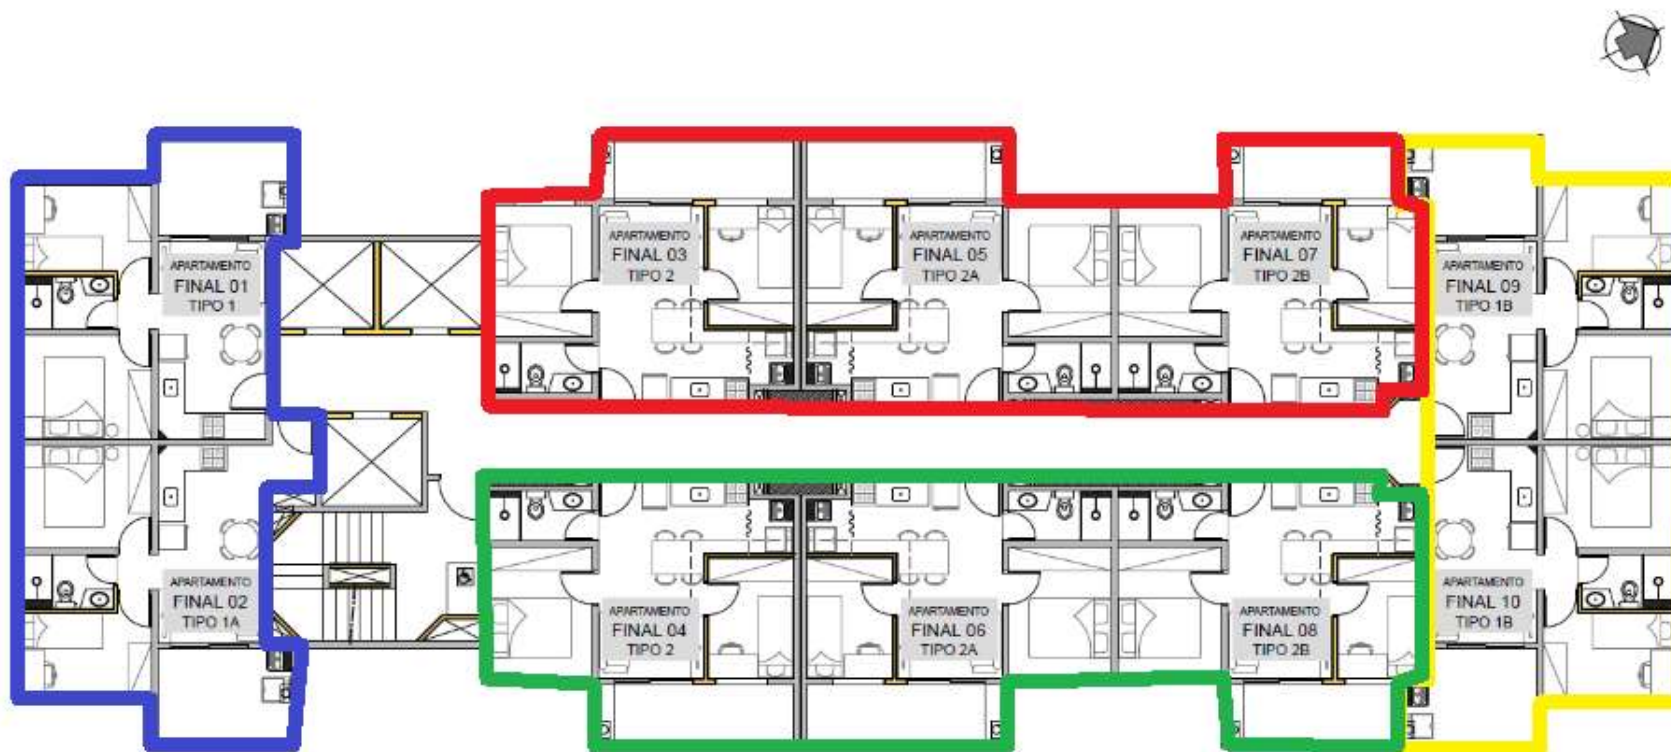 APARTAMENTO
FINAL 01
TIPO 1
APARTAMENTO
FINAL 03
TIPO 2
APARTAMENTO
FINAL 05
TIPO 2A
APARTAMENTO
FINAL 07
TIPO 2B
APARTAMENTO
FINAL 09
TIPO 1B
APARTAMENTO
FINAL 02
TIPO 1A
APARTAMENTO
FINAL 04
TIPO 2
APARTAMENTO
FINAL 06
TIPO 2A
APARTAMENTO
FINAL 08
TIPO 2B
APARTAMENTO
FINAL 10
TIPO 1B